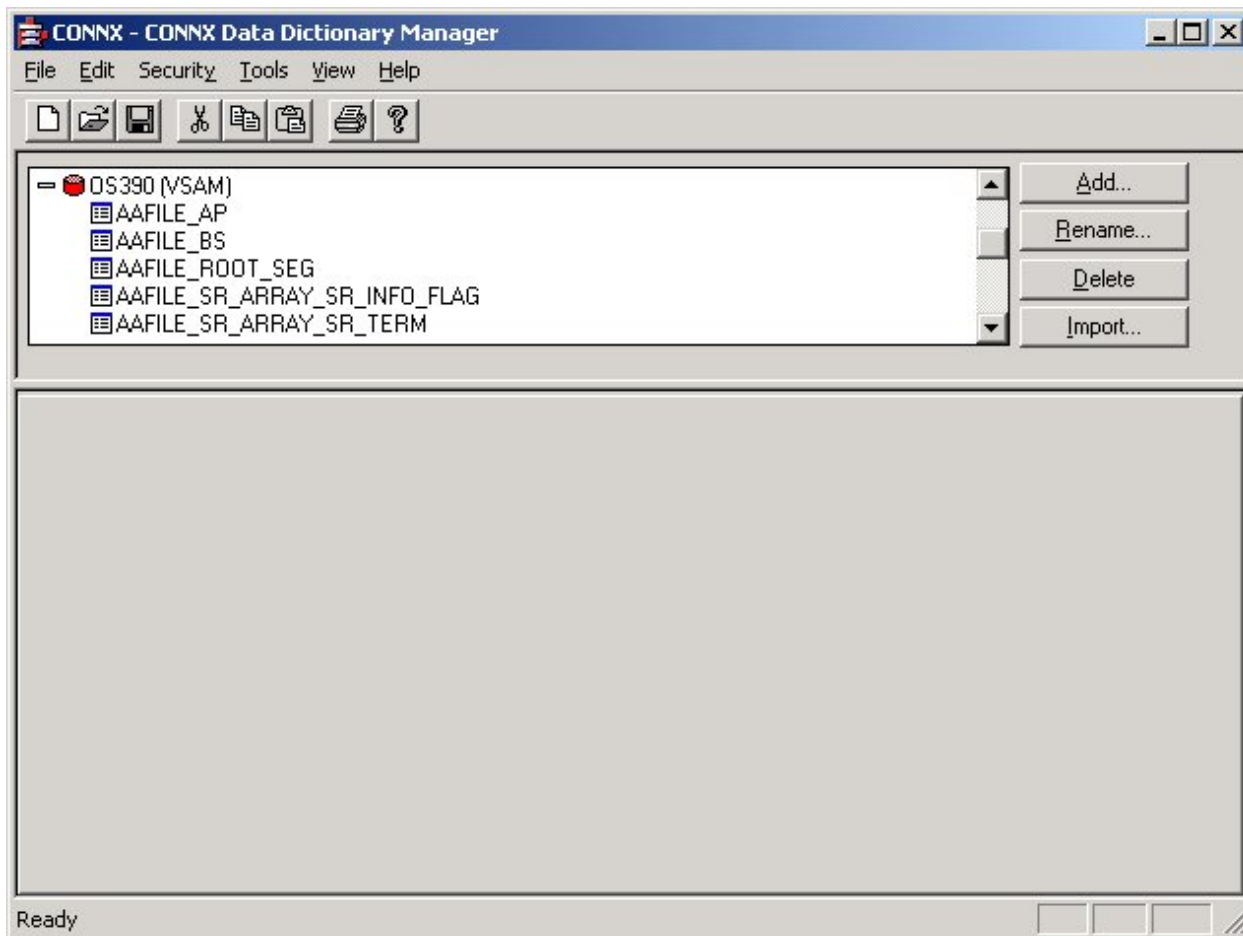 CONNX - CONNX Data Dictionary Manager
File Edit Security Tools View Help
OS390 (VSAM)
AAFILE_AP
AAFILE_BS
AAFILE_ROOT_SEG
AAFILE_SR_ARRAY_SR_INFO_FLAG
AAFILE_SR_ARRAY_SR_TERM
Add...
Rename...
Delete
Import...
Ready